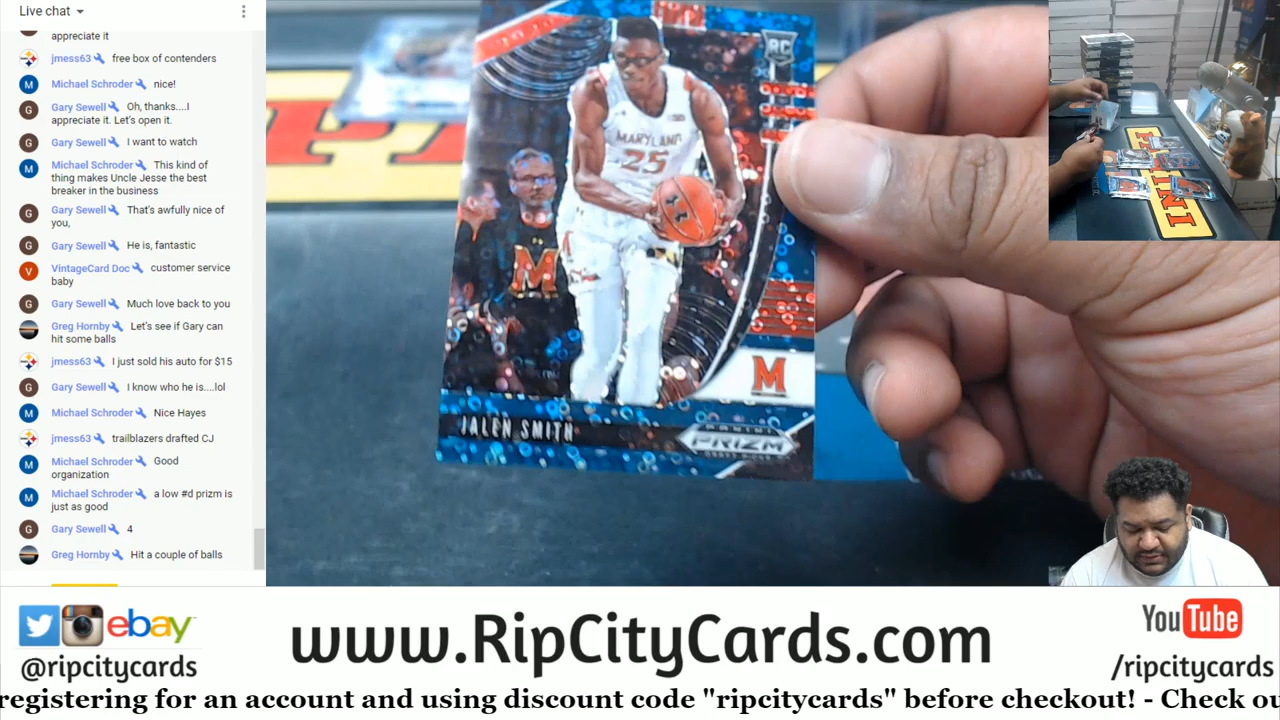 Live chat
appreciate it
jmess63 free box of contenders
M Michael Schroder nice!
G Gary Sewell Oh, thanks....I
appreciate it. Let's open it.
G Gary Sewell I want to watch
M Michael Schroder This kind of
thing makes Uncle Jesse the best
breaker in the business
G Gary Sewell That's awfully nice of
you,
G Gary Sewell He is, fantastic
V VintageCard Doc customer service
baby
G Gary Sewell Much love back to you
Greg Hornby Let's see if Gary can
hit some balls
jmess63 I just sold his auto for $15
G Gary Sewell I know who he is....lol
M Michael Schroder Nice Hayes
jmess63 trailblazers drafted CJ
M Michael Schroder Good
organization
M Michael Schroder a low #d prizm is
just as good
G Gary Sewell 4
Greg Hornby Hit a couple of balls
RC
MARYLAND
25
M
M
JALEN SMITH
PANINI
PRIZM
DRAFT PICKS
ebay
@ripcitycards
www.RipCityCards.com
YouTube
/ripcitycards
registering for an account and using discount code "ripcitycards" before checkout! - Check ou